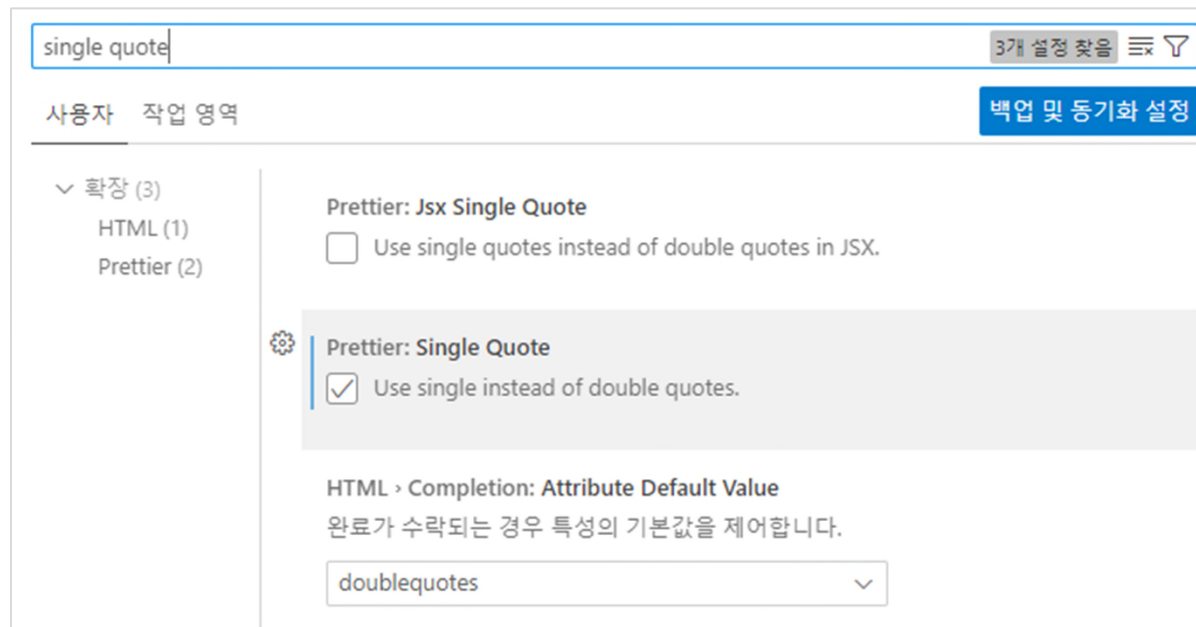 single quote
3개 설정 찾음
사용자 작업 영역
백업 및 동기화 설정
확장 (3)
HTML (1)
Prettier (2)
Prettier: Jsx Single Quote
Use single quotes instead of double quotes in JSX.
Prettier: Single Quote
Use single instead of double quotes.
HTML › Completion: Attribute Default Value
완료가 수락되는 경우 특성의 기본값을 제어합니다.
doublequotes